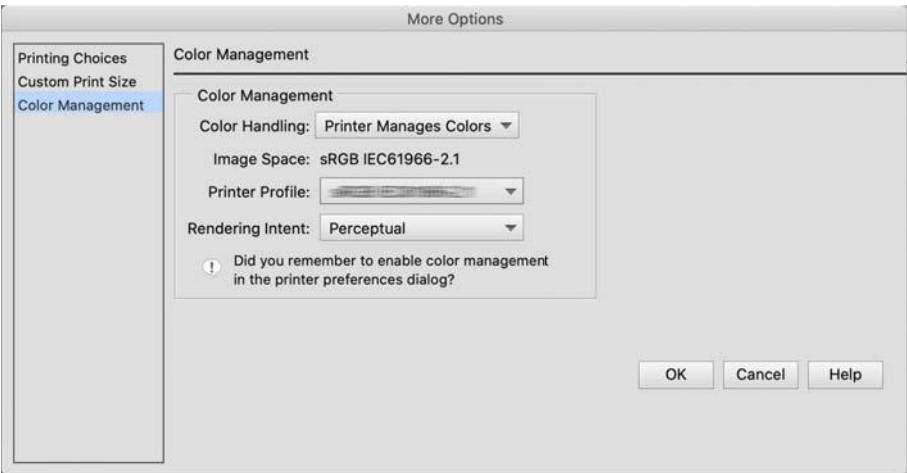 More Options
Printing Choices
Custom Print Size
Color Management
Color Management
Color Management
Color Handling: Printer Manages Colors
Image Space: sRGB IEC61966-2.1
Printer Profile:
Rendering Intent: Perceptual
! Did you remember to enable color management
in the printer preferences dialog?
OK Cancel Help